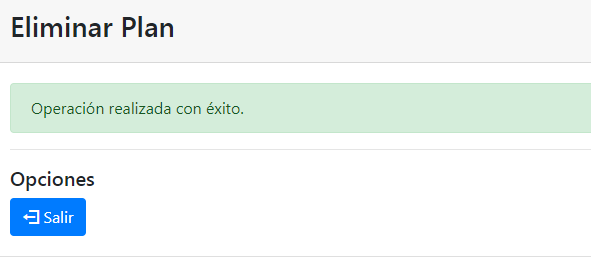 Eliminar Plan
Operación realizada con éxito.
Opciones
Salir